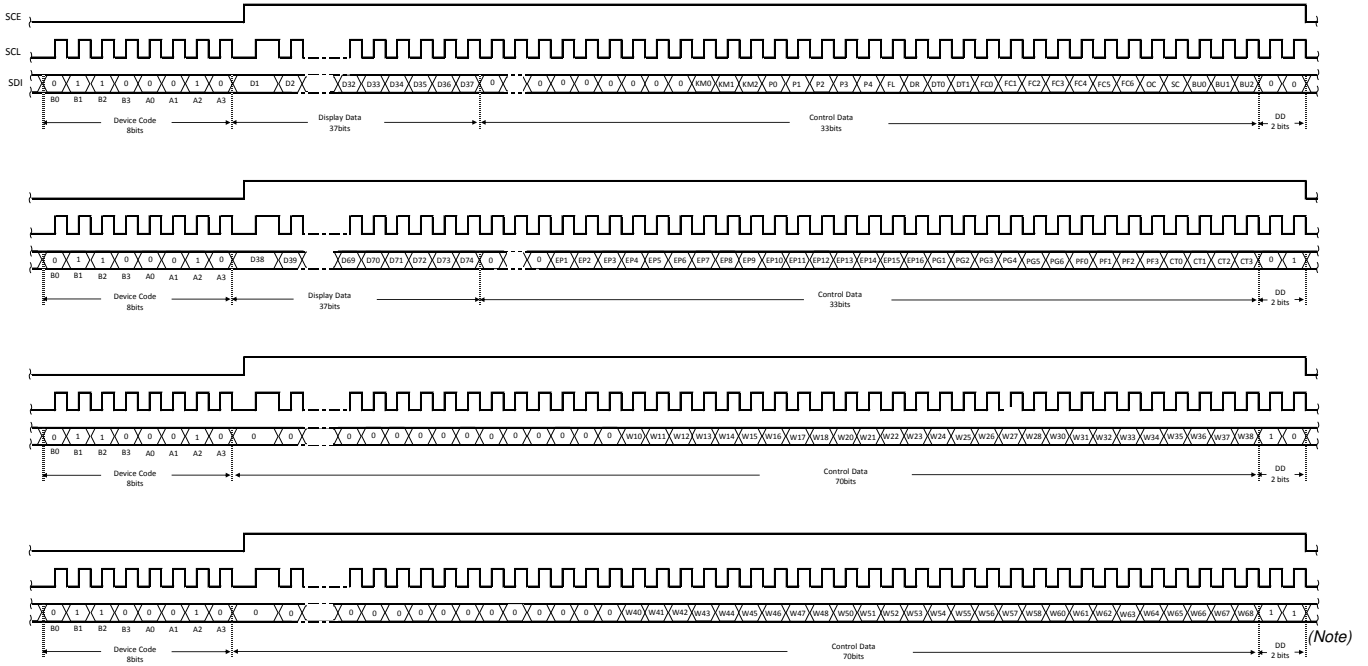 SCE
SCL
SDI 0 1 1 0 0 0 1 0 D1 D2 D32 D33 D34 D35 D36 D37 0 0 0 0 0 0 0 0 KM0 KM1 KM2 P0 P1 P2 P3 P4 FL DR DT0 DT1 FC0 FC1 FC2 FC3 FC4 FC5 FC6 OC SC BU0 BU1 BU2 0 0
B0 B1 B2 B3 A0 A1 A2 A3
Device Code Display Data Control Data DD
8bits 37bits 33bits 2 bits
0 1 1 0 0 0 1 0 D38 D39 D69 D70 D71 D72 D73 D74 0 0 EP1 EP2 EP3 EP4 EP5 EP6 EP7 EP8 EP9 EP10 EP11 EP12 EP13 EP14 EP15 EP16 PG1 PG2 PG3 PG4 PG5 PG6 PF0 PF1 PF2 PF3 CT0 CT1 CT2 CT3 0 1
B0 B1 B2 B3 A0 A1 A2 A3
Device Code Display Data Control Data DD
8bits 37bits 33bits 2 bits
0 1 1 0 0 0 1 0 0 0 0 0 0 0 0 0 0 0 0 0 0 0 W10 W11 W12 W13 W14 W15 W16 W17 W18 W20 W21 W22 W23 W24 W25 W26 W27 W28 W30 W31 W32 W33 W34 W35 W36 W37 W38 1 0
B0 B1 B2 B3 A0 A1 A2 A3
Device Code Control Data DD
8bits 70bits 2 bits
0 1 1 0 0 0 1 0 0 0 0 0 0 0 0 0 0 0 0 0 0 0 W40 W41 W42 W43 W44 W45 W46 W47 W48 W50 W51 W52 W53 W54 W55 W56 W57 W58 W60 W61 W62 W63 W64 W65 W66 W67 W68 1 1
B0 B1 B2 B3 A0 A1 A2 A3 (Note)
Device Code Control Data DD
8bits 70bits 2 bits